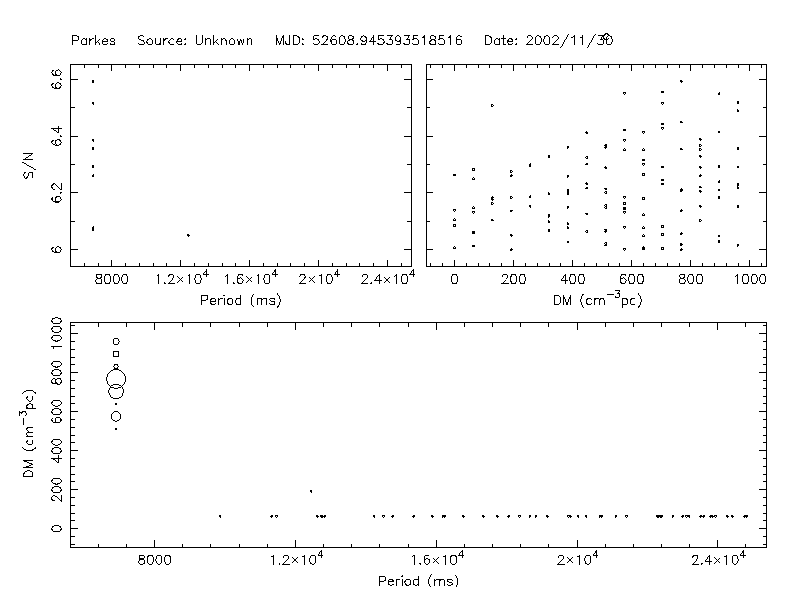 Parkes Source: Unknown MJD: 52608.945393518516 Date: 2002/11/30
S/N
6.6
6.4
6.2
6
8000 1.2×10⁴ 1.6×10⁴ 2×10⁴ 2.4×10⁴
Period (ms)
0 200 400 600 800 1000
DM (cm⁻³pc)
DM (cm⁻³pc)
1000
800
600
400
200
0
8000 1.2×10⁴ 1.6×10⁴ 2×10⁴ 2.4×10⁴
Period (ms)